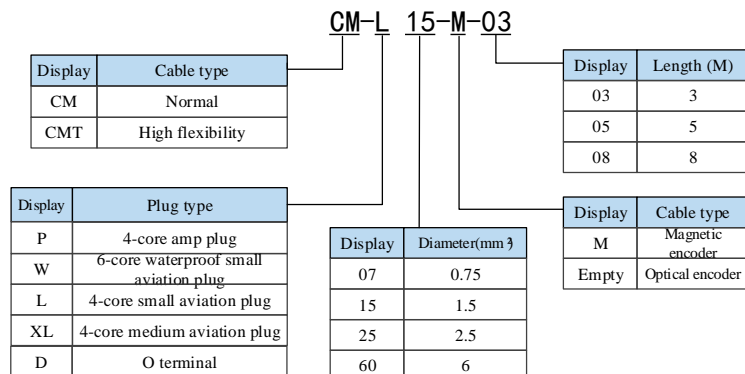 CM-L 15-M-03
Display Cable type
CM Normal
CMT High flexibility
Display Length (M)
03 3
05 5
08 8
Display Plug type
P 4-core amp plug
W 6-core waterproof small
aviation plug
L 4-core small aviation plug
XL 4-core medium aviation plug
D O terminal
Display Diameter(mm²)
07 0.75
15 1.5
25 2.5
60 6
Display Cable type
M Magnetic
encoder
Empty Optical encoder